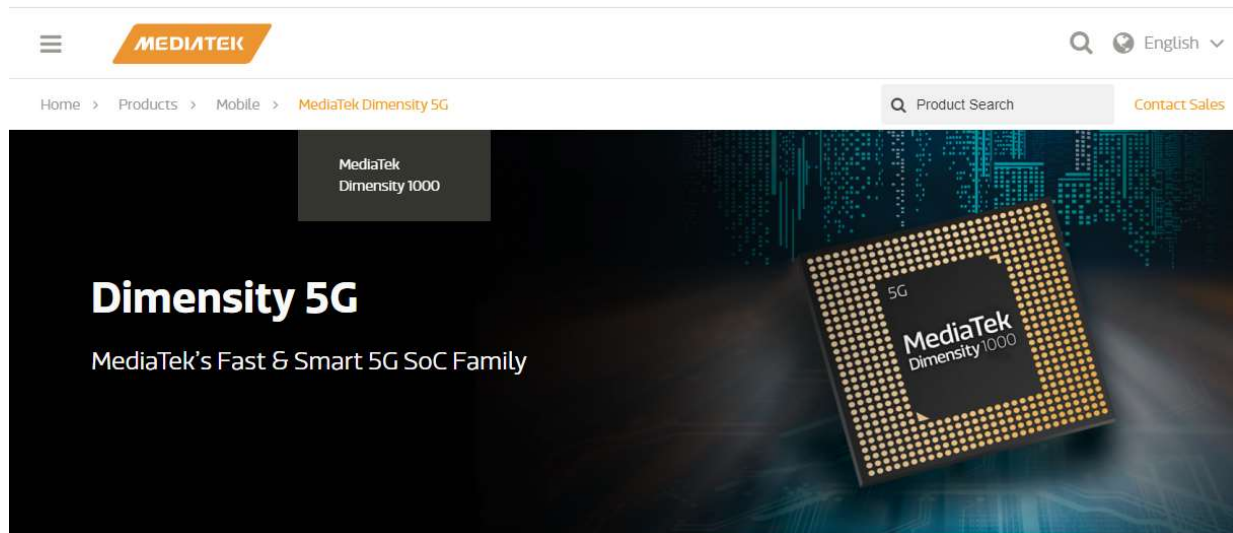 MEDIATEK
English
Home > Products > Mobile > MediaTek Dimensity 5G
Product Search
Contact Sales
MediaTek
Dimensity 1000
Dimensity 5G
MediaTek's Fast & Smart 5G SoC Family
5G
MediaTek
Dimensity 1000